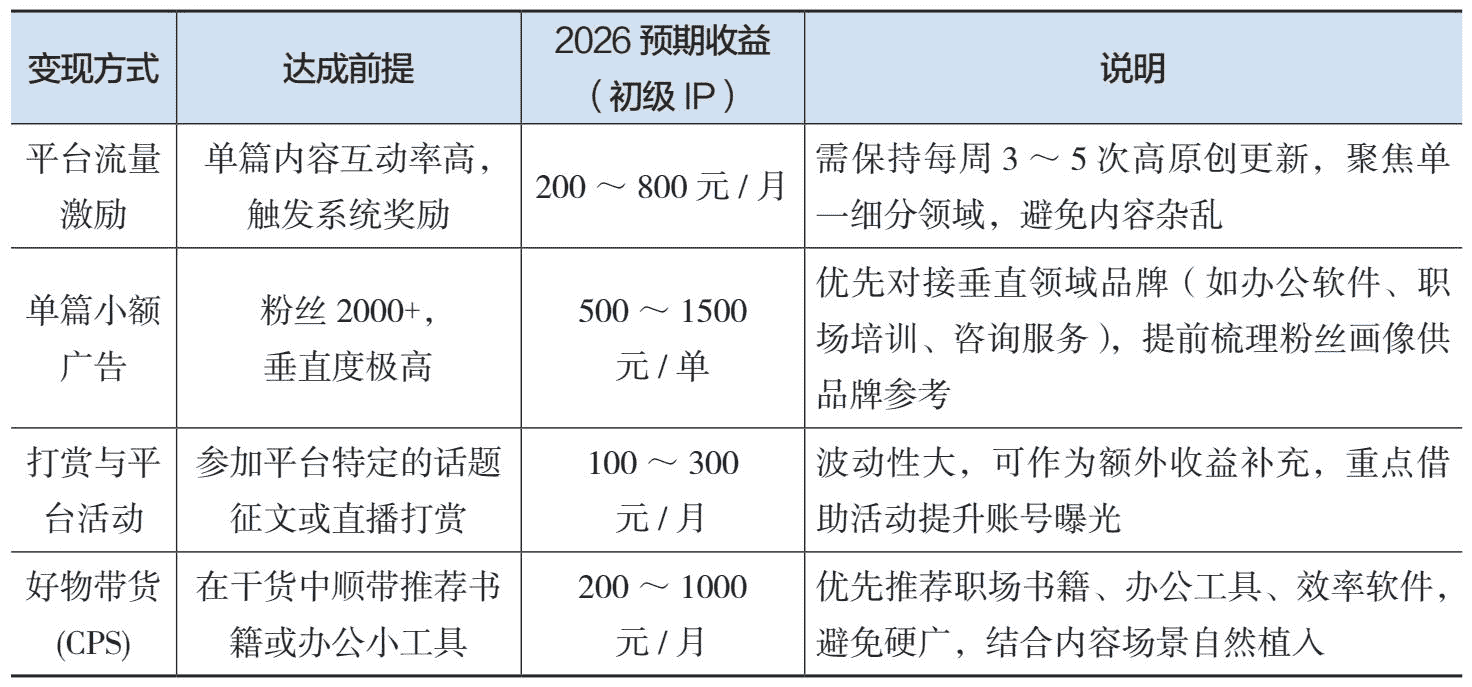 变现方式
达成前提
2026 预期收益
（初级 IP）
说明
平台流量
激励
单篇内容互动率高，
触发系统奖励
200 ～ 800 元 / 月
需保持每周 3 ～ 5 次高原创更新，聚焦单
一细分领域，避免内容杂乱
单篇小额
广告
粉丝 2000+，
垂直度极高
500 ～ 1500
元 / 单
优先对接垂直领域品牌（如办公软件、职
场培训、咨询服务），提前梳理粉丝画像供
品牌参考
打赏与平
台活动
参加平台特定的话题
征文或直播打赏
100 ～ 300
元 / 月
波动性大，可作为额外收益补充，重点借
助活动提升账号曝光
好物带货
(CPS)
在干货中顺带推荐书
籍或办公小工具
200 ～ 1000
元 / 月
优先推荐职场书籍、办公工具、效率软件，
避免硬广，结合内容场景自然植入